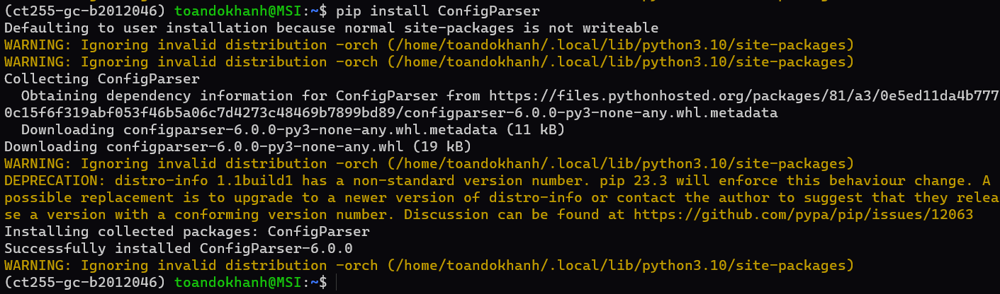 (ct255-gc-b2012046) toandokhanh@MSI:~$ pip install ConfigParser
Defaulting to user installation because normal site-packages is not writeable
WARNING: Ignoring invalid distribution -orch (/home/toandokhanh/.local/lib/python3.10/site-packages)
WARNING: Ignoring invalid distribution -orch (/home/toandokhanh/.local/lib/python3.10/site-packages)
Collecting ConfigParser
  Obtaining dependency information for ConfigParser from https://files.pythonhosted.org/packages/81/a3/0e5ed11da4b777
0c15f6f319abf053f46b5a06c7d4273c48469b7899bd89/configparser-6.0.0-py3-none-any.whl.metadata
  Downloading configparser-6.0.0-py3-none-any.whl.metadata (11 kB)
Downloading configparser-6.0.0-py3-none-any.whl (19 kB)
WARNING: Ignoring invalid distribution -orch (/home/toandokhanh/.local/lib/python3.10/site-packages)
DEPRECATION: distro-info 1.1build1 has a non-standard version number. pip 23.3 will enforce this behaviour change. A
possible replacement is to upgrade to a newer version of distro-info or contact the author to suggest that they relea
se a version with a conforming version number. Discussion can be found at https://github.com/pypa/pip/issues/12063
Installing collected packages: ConfigParser
Successfully installed ConfigParser-6.0.0
WARNING: Ignoring invalid distribution -orch (/home/toandokhanh/.local/lib/python3.10/site-packages)
(ct255-gc-b2012046) toandokhanh@MSI:~$